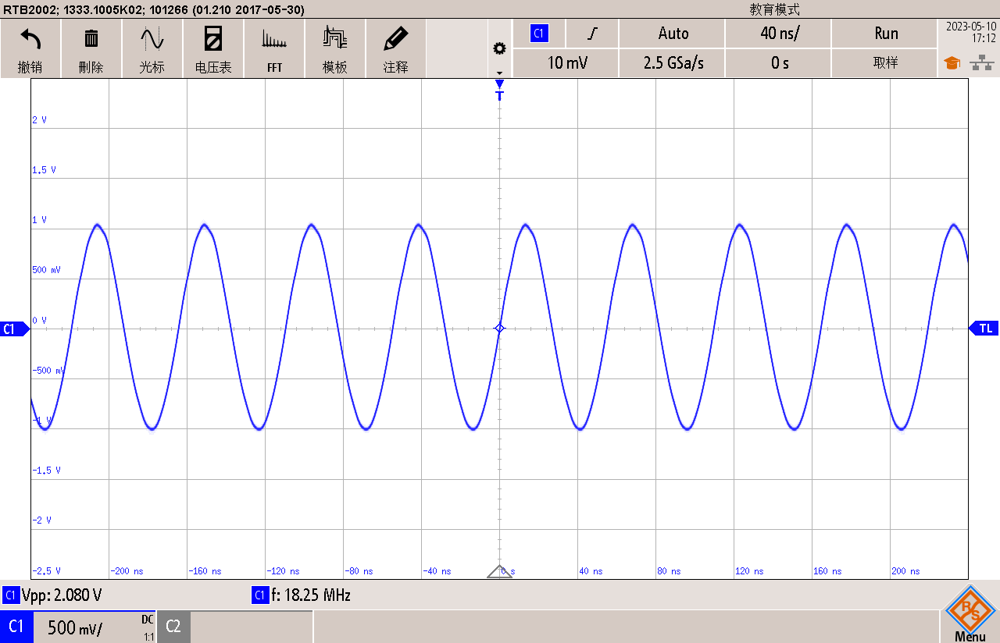 RTB2002; 1333.1005K02; 101266 (01.210 2017-05-30)
教育模式
撤销
删除
光标
电压表
FFT
模板
注释
C1
Auto
40 ns/
Run
10 mV
2.5 GSa/s
0 s
取样
2023-05-10
17:12
T
2 V
1.5 V
1 V
500 mV
0 V
C1
TL
-500 mV
-1 V
-1.5 V
-2 V
-2.5 V
-200 ns
-160 ns
-120 ns
-80 ns
-40 ns
0 s
40 ns
80 ns
120 ns
160 ns
200 ns
C1 Vpp: 2.080 V
C1 f: 18.25 MHz
C1
500 mV/
DC
1:1
C2
R S
Menu